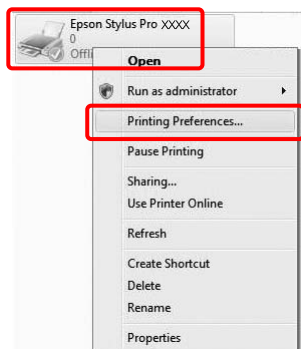 Epson Stylus Pro XXXX
0
Offli
Open
Run as administrator
Printing Preferences...
Pause Printing
Sharing...
Use Printer Online
Refresh
Create Shortcut
Delete
Rename
Properties